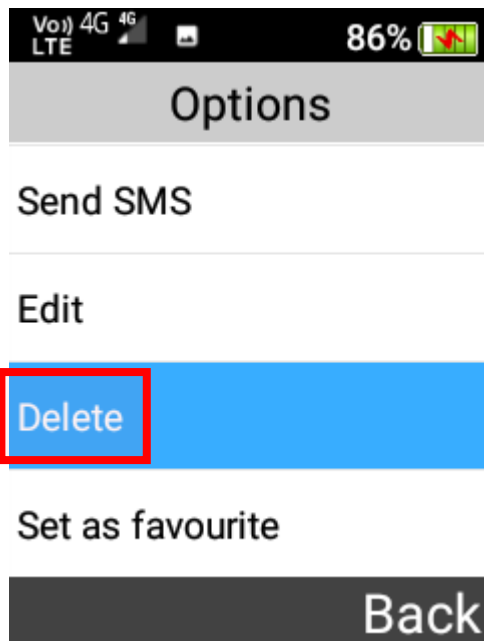 Vo)) 4G 4G 86%
LTE
Options
Send SMS
Edit
Delete
Set as favourite
Back